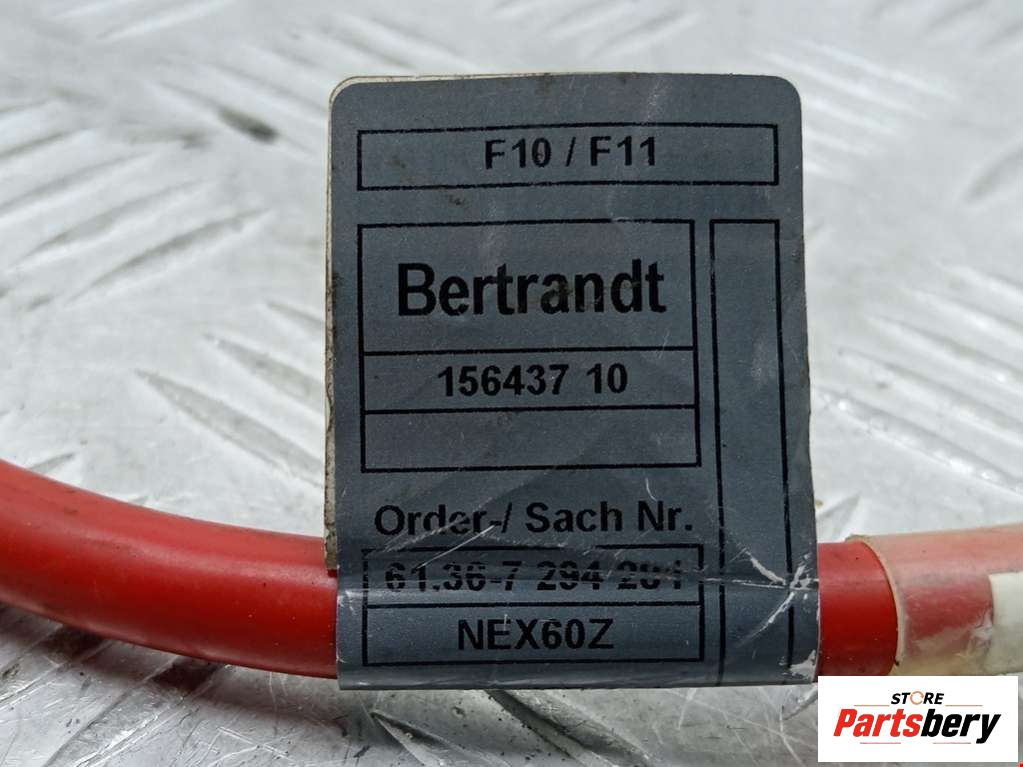 F10 / F11
Bertrandt
156437 10
Order-/ Sach Nr.
61.36-7 294
NEX60Z
STORE
Partsbery